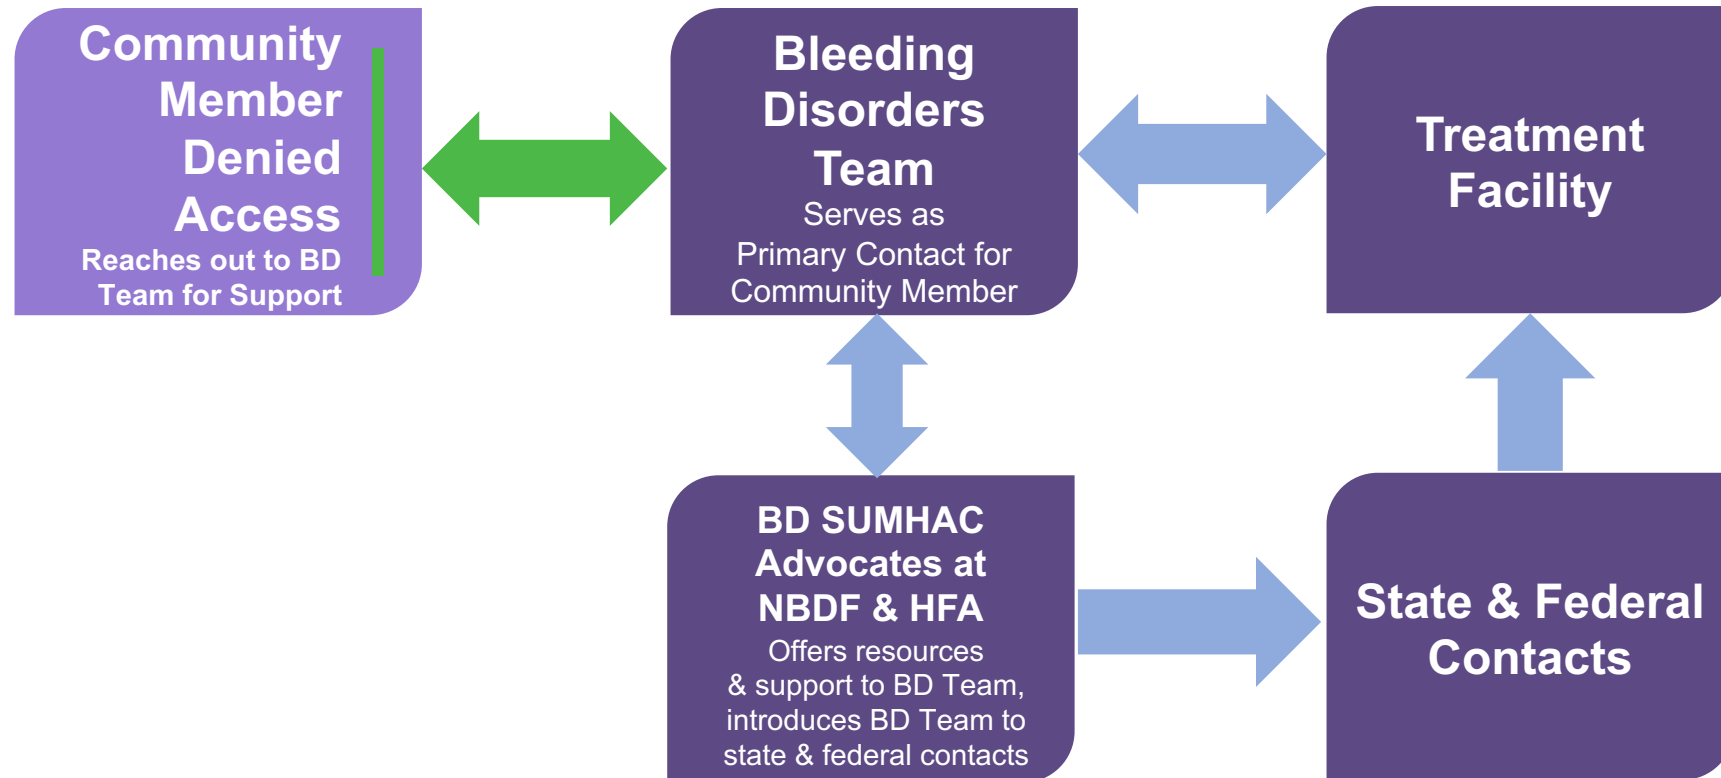 Community
Member
Denied
Access
Reaches out to BD
Team for Support
Bleeding
Disorders
Team
Serves as
Primary Contact for
Community Member
Treatment
Facility
BD SUMHAC
Advocates at
NBDF & HFA
Offers resources
& support to BD Team,
introduces BD Team to
state & federal contacts
State & Federal
Contacts